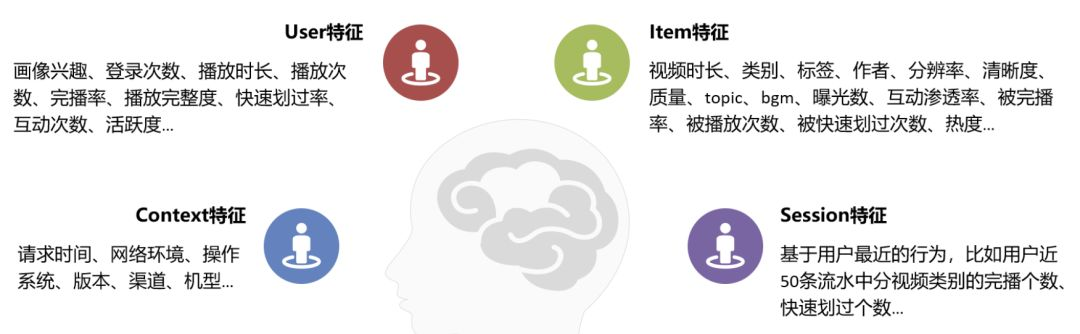 User特征
画像兴趣、登录次数、播放时长、播放次
数、完播率、播放完整度、快速划过率、
互动次数、活跃度...
Item特征
视频时长、类别、标签、作者、分辨率、清晰度、
质量、topic、bgm、曝光数、互动渗透率、被完播
率、被播放次数、被快速划过次数、热度...
Context特征
请求时间、网络环境、操作
系统、版本、渠道、机型...
Session特征
基于用户最近的行为，比如用户近
50条流水中分视频类别的完播个数、
快速划过个数...